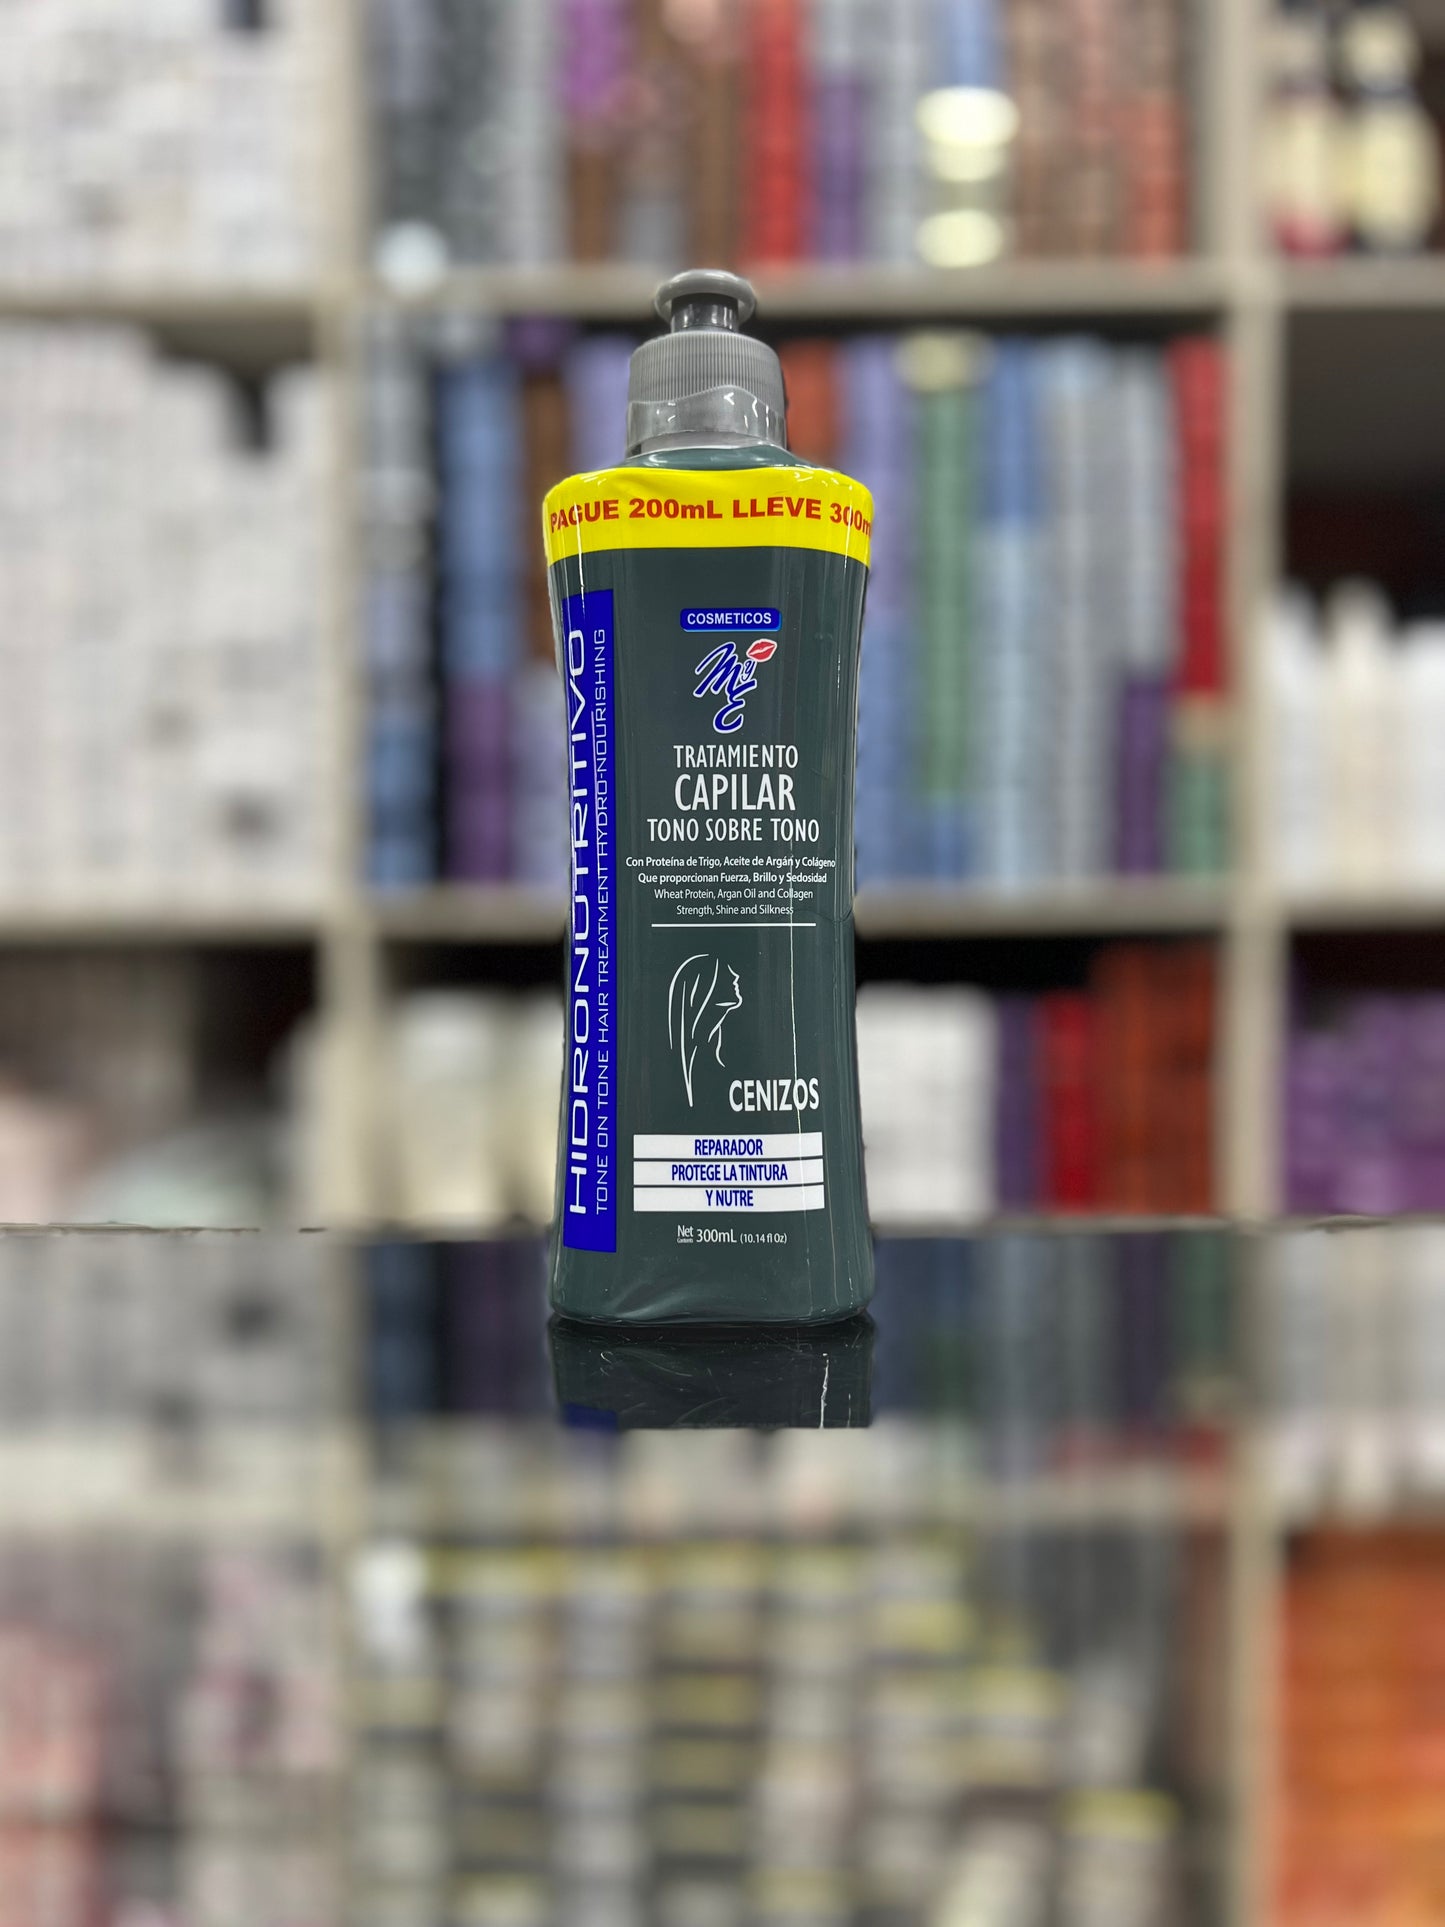 PAGUE 200mL LLEVE 300m
COSMETICOS
MyE
TRATAMIENTO
CAPILAR
TONO SOBRE TONO
Con Proteína de Trigo, Aceite de Argán y Colágeno
Que proporcionan Fuerza, Brillo y Sedosidad
Wheat Protein, Argan Oil and Collagen
Strength, Shine and Silkness
CENIZOS
REPARADOR
PROTEGE LA TINTURA
Y NUTRE
Net Contents 300mL (10.14 fl Oz)
HIDRONUTRITIVO
TONE ON TONE HAIR TREATMENT HYDRO-NOURISHING